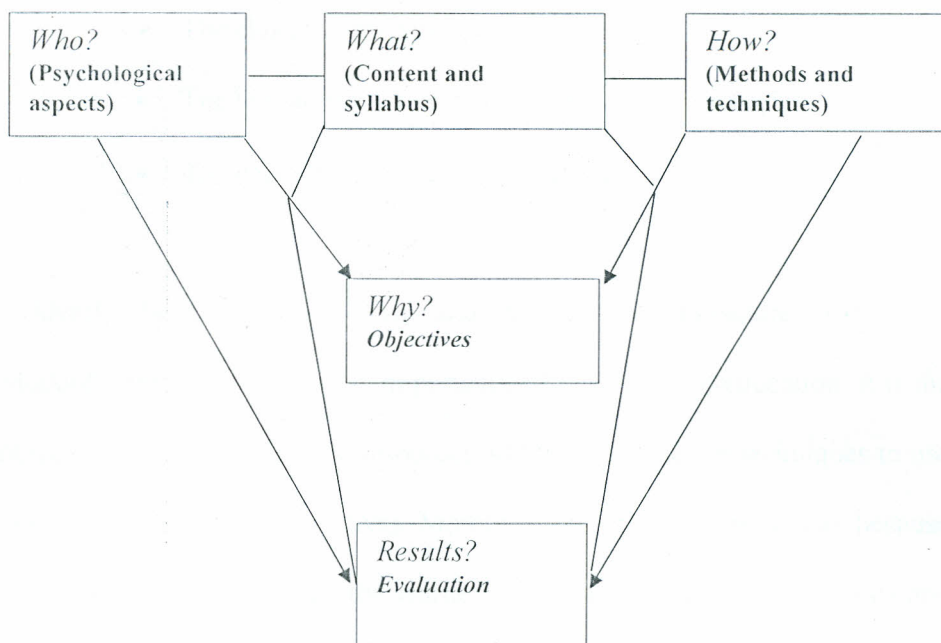 Who?
(Psychological
aspects)
What?
(Content and
syllabus)
How?
(Methods and
techniques)
Why?
Objectives
Results?
Evaluation